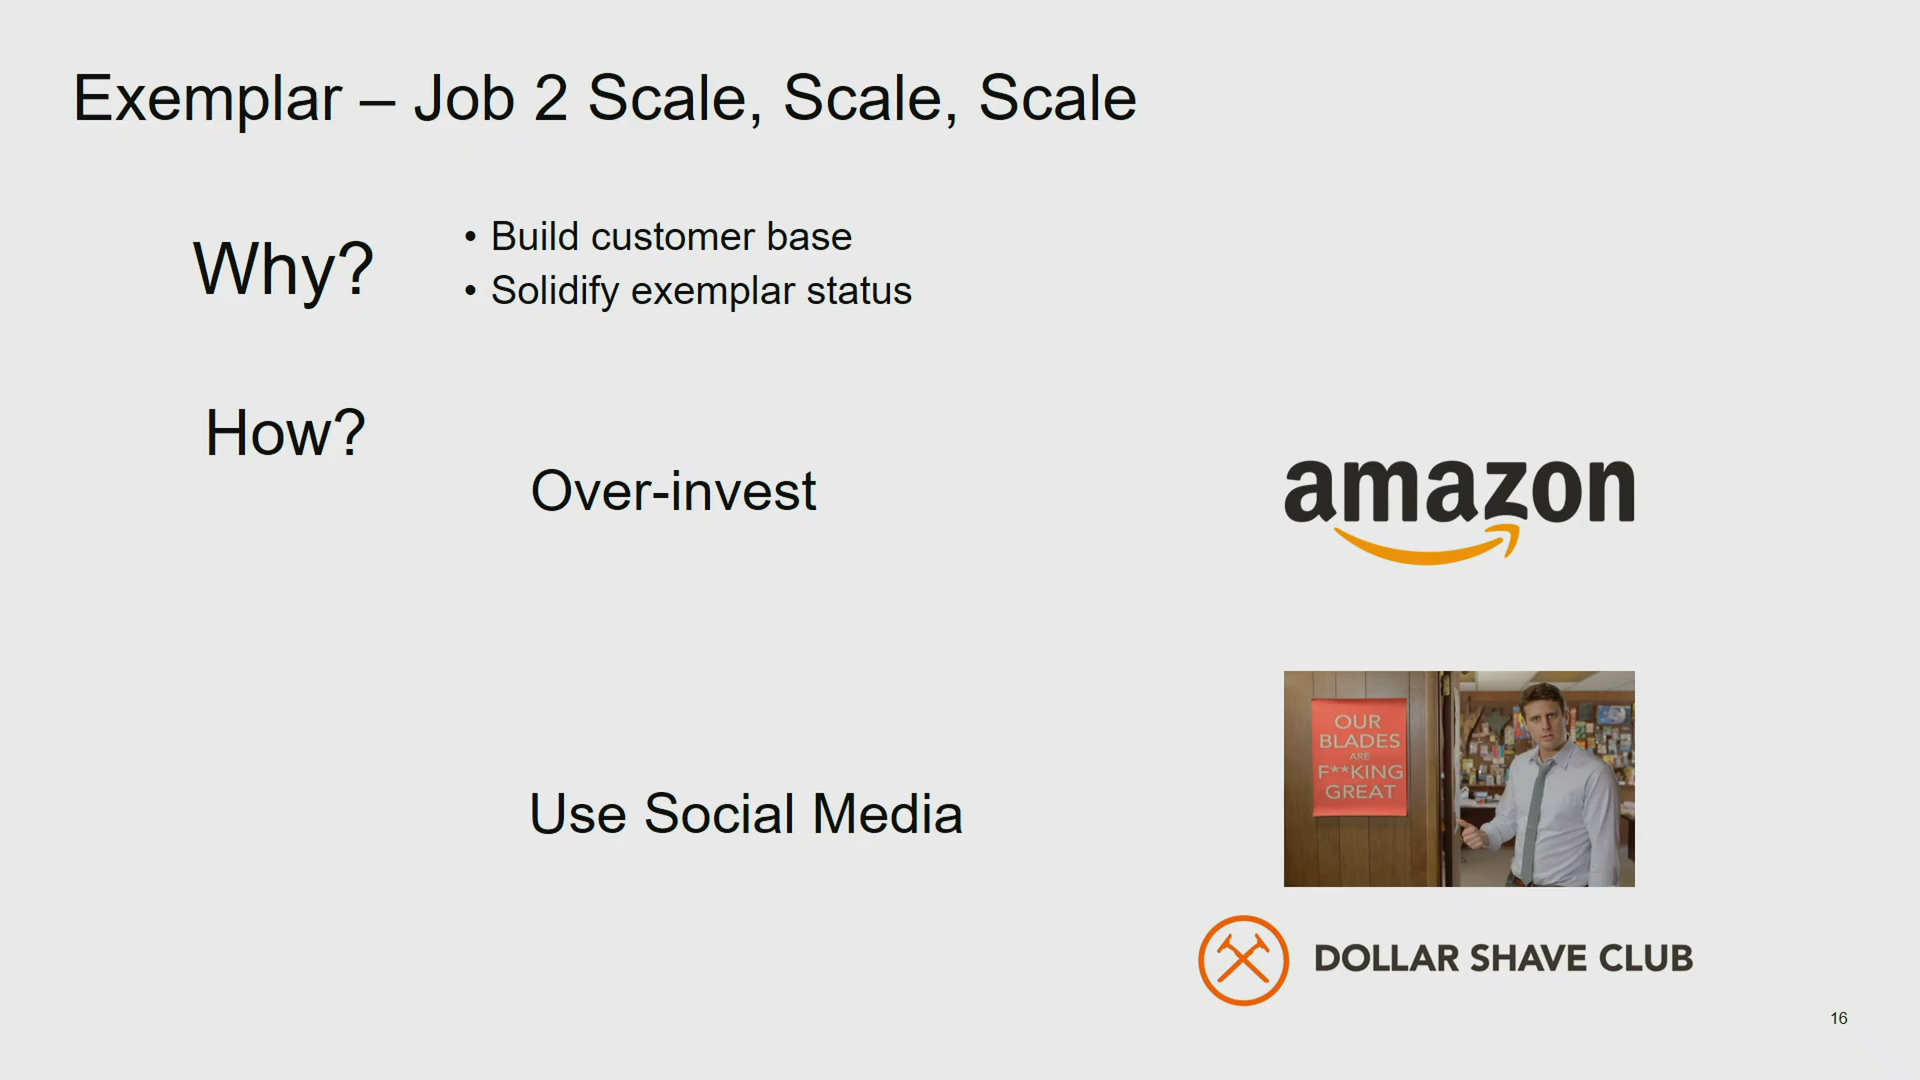 Exemplar – Job 2 Scale, Scale, Scale
Why?
• Build customer base
• Solidify exemplar status
How?
Over-invest
amazon
Use Social Media
OUR
BLADES
ARE
F**KING
GREAT
DOLLAR SHAVE CLUB
16